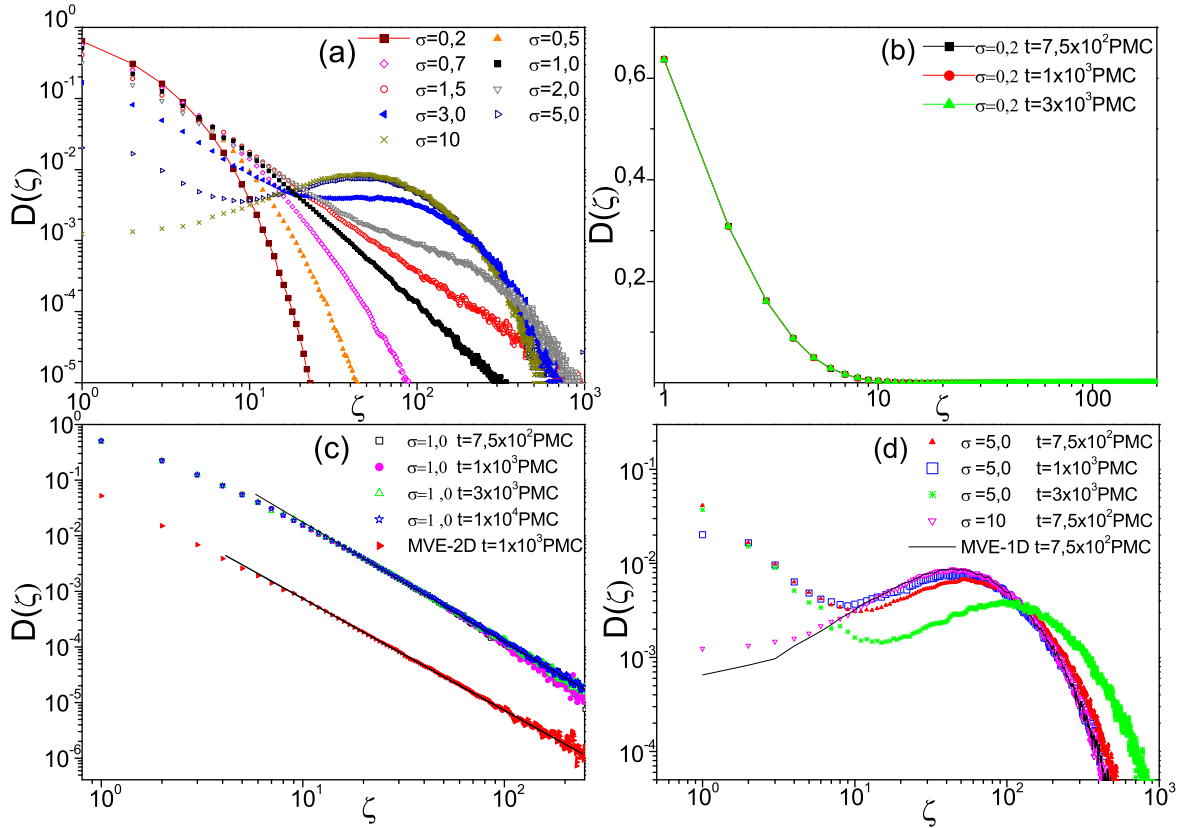 (a)
σ=0,2 σ=0,5
σ=0,7 σ=1,0
σ=1,5 σ=2,0
σ=3,0 σ=5,0
σ=10
10^0
10^-1
10^-2
10^-3
10^-4
10^-5
D(ζ)
10^0 10^1 10^2 10^3
ζ
(b)
σ=0,2 t=7,5x10^2PMC
σ=0,2 t=1x10^3PMC
σ=0,2 t=3x10^3PMC
0,6
0,4
0,2
D(ζ)
1 10 100
ζ
(c)
σ=1,0 t=7,5x10^2PMC
σ=1,0 t=1x10^3PMC
σ=1,0 t=3x10^3PMC
σ=1,0 t=1x10^4PMC
MVE-2D t=1x10^3PMC
10^0
10^-1
10^-2
10^-3
10^-4
10^-5
10^-6
D(ζ)
10^0 10^1 10^2
ζ
(d)
σ=5,0 t=7,5x10^2PMC
σ=5,0 t=1x10^3PMC
σ=5,0 t=3x10^3PMC
σ=10 t=7,5x10^2PMC
MVE-1D t=7,5x10^2PMC
10^-1
10^-2
10^-3
10^-4
D(ζ)
10^0 10^1 10^2 10^3
ζ